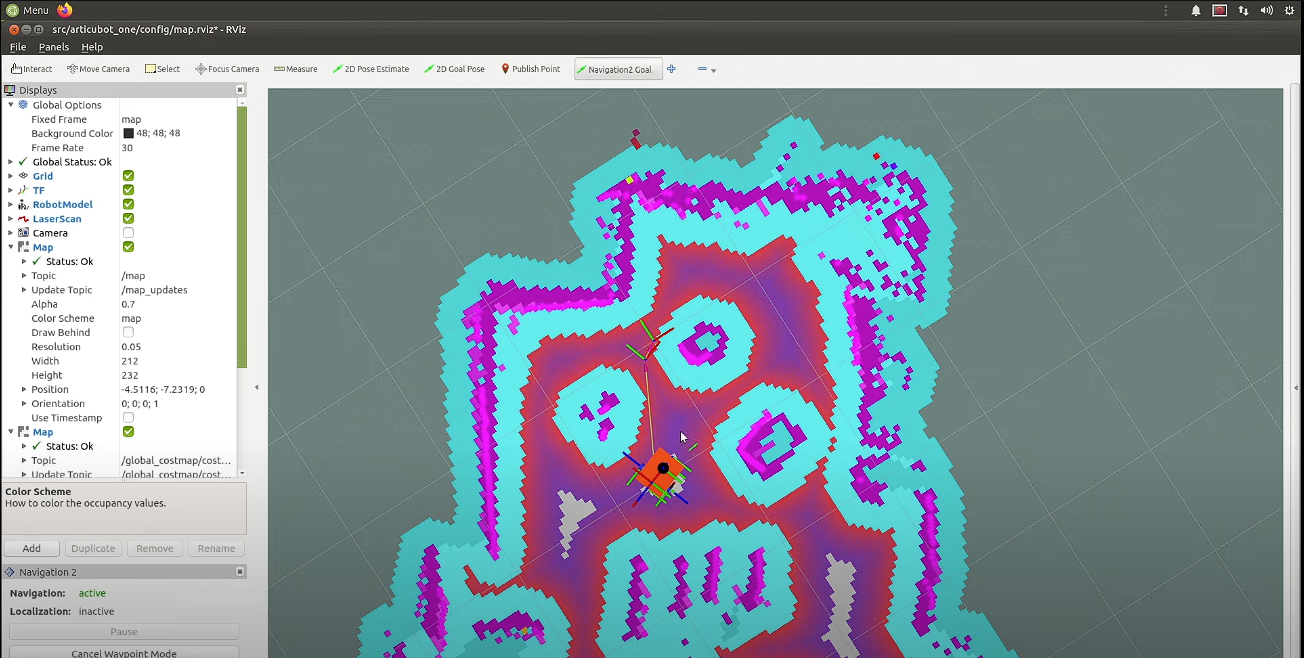 Menu
src/articubot_one/config/map.rviz* - RViz
File Panels Help
Interact Move Camera Select Focus Camera Measure 2D Pose Estimate 2D Goal Pose Publish Point Navigation2 Goal
Displays
Global Options
Fixed Frame map
Background Color 48; 48; 48
Frame Rate 30
Global Status: Ok
Grid
TF
RobotModel
LaserScan
Camera
Map
Status: Ok
Topic /map
Update Topic /map_updates
Alpha 0.7
Color Scheme map
Draw Behind
Resolution 0.05
Width 212
Height 232
Position -4.5116; -7.2319; 0
Orientation 0; 0; 0; 1
Use Timestamp
Map
Status: Ok
Topic /global_costmap/cost...
Update Topic /global_costmap/cost...
Color Scheme
How to color the occupancy values.
Add Duplicate Remove Rename
Navigation 2
Navigation: active
Localization: inactive
Pause
Cancel Waypoint Mode